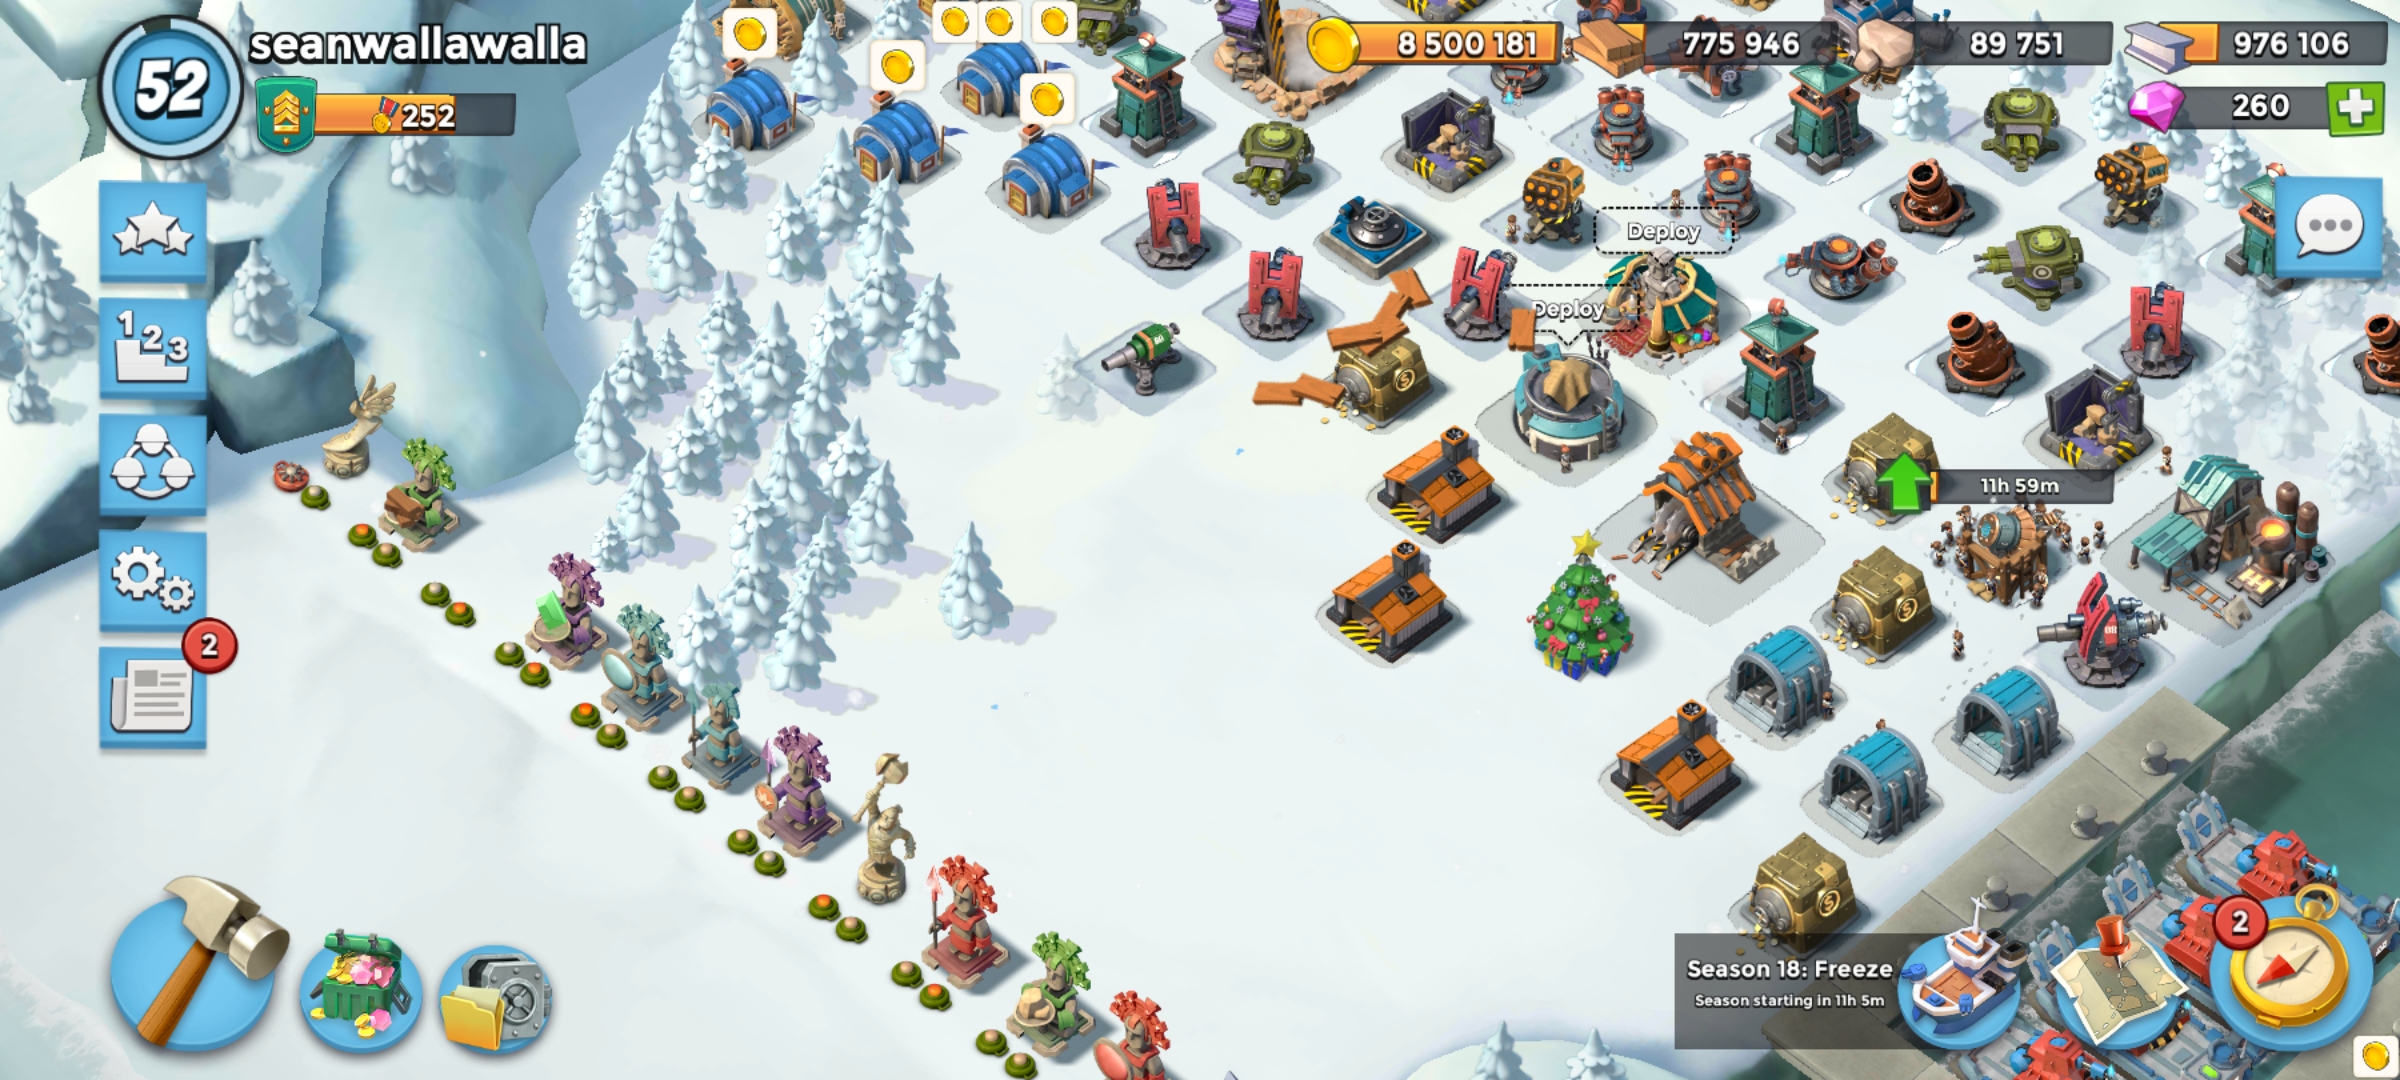 52
seanwallawalla
252
8 500 181
775 946
89 751
976 106
260
Deploy
Deploy
123
11h 59m
2
2
Season 18: Freeze
Season starting in 11h 5m